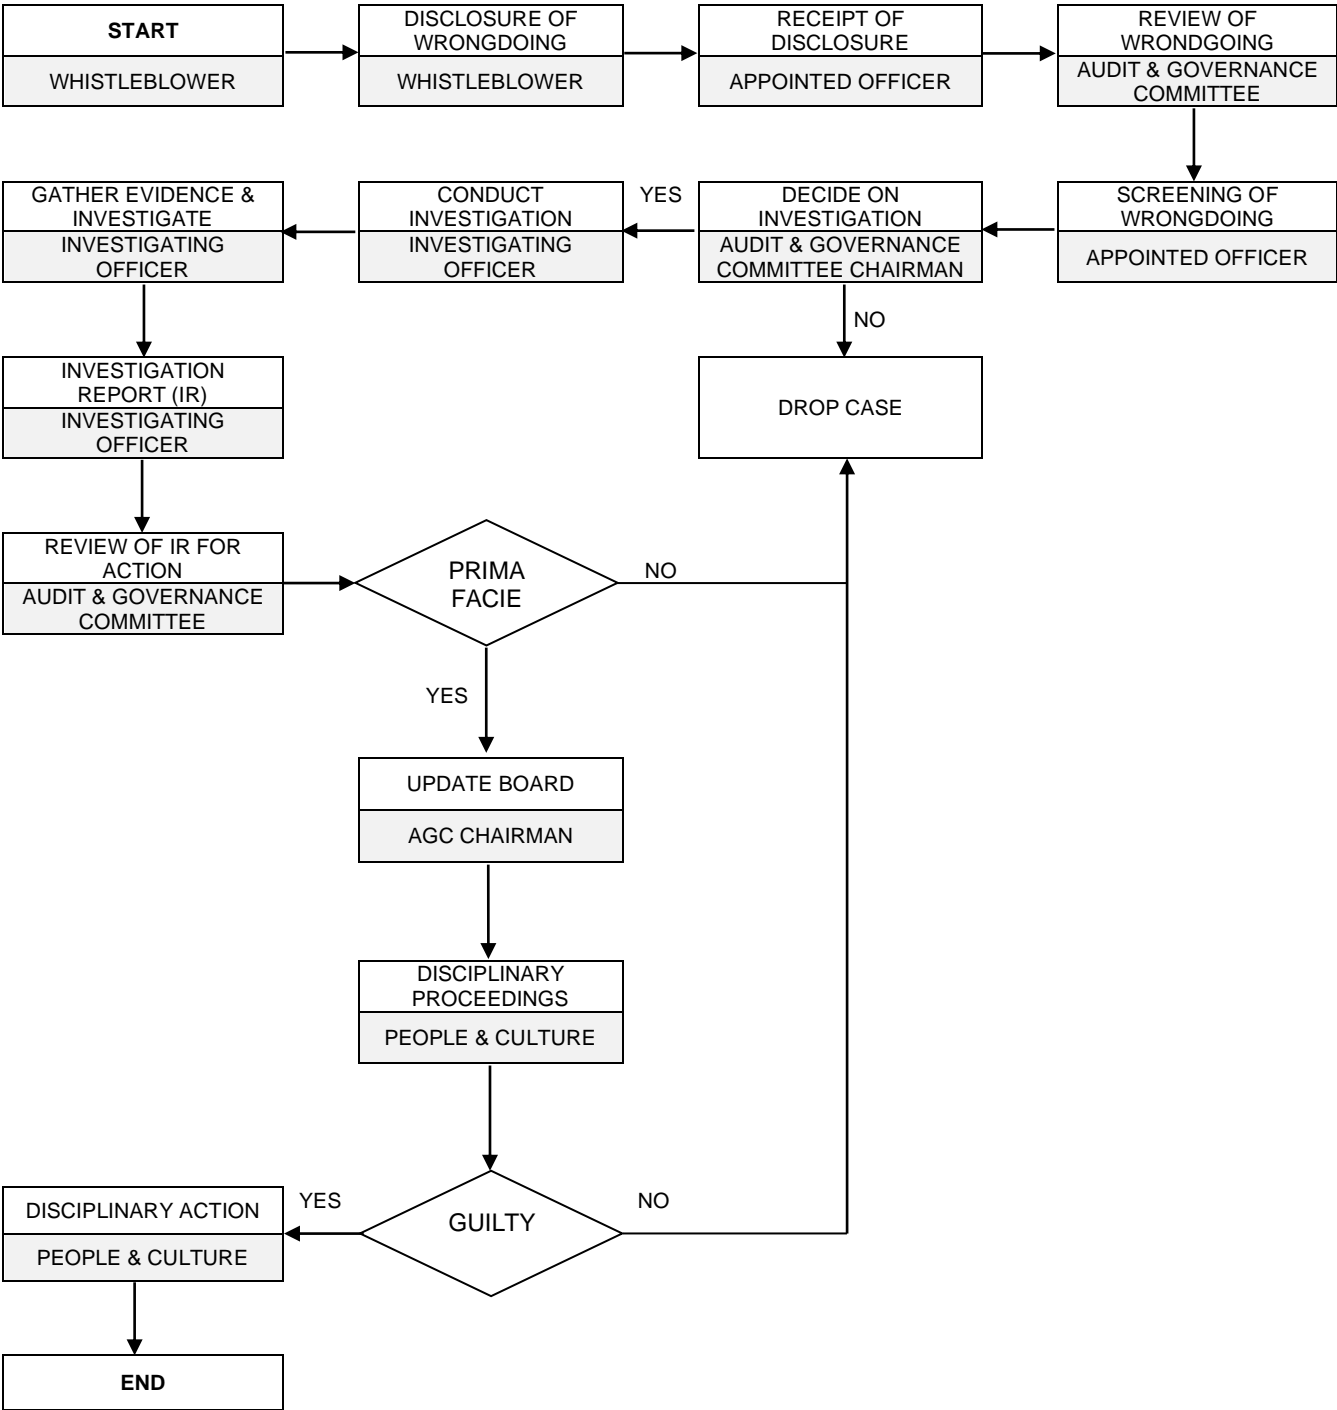 START
WHISTLEBLOWER
DISCLOSURE OF
WRONGDOING
WHISTLEBLOWER
RECEIPT OF
DISCLOSURE
APPOINTED OFFICER
REVIEW OF
WRONDGOING
AUDIT & GOVERNANCE
COMMITTEE
SCREENING OF
WRONGDOING
APPOINTED OFFICER
DECIDE ON
INVESTIGATION
AUDIT & GOVERNANCE
COMMITTEE CHAIRMAN
YES
NO
CONDUCT
INVESTIGATION
INVESTIGATING
OFFICER
GATHER EVIDENCE &
INVESTIGATE
INVESTIGATING
OFFICER
DROP CASE
INVESTIGATION
REPORT (IR)
INVESTIGATING
OFFICER
REVIEW OF IR FOR
ACTION
AUDIT & GOVERNANCE
COMMITTEE
PRIMA
FACIE
NO
YES
UPDATE BOARD
AGC CHAIRMAN
DISCIPLINARY
PROCEEDINGS
PEOPLE & CULTURE
GUILTY
NO
YES
DISCIPLINARY ACTION
PEOPLE & CULTURE
END